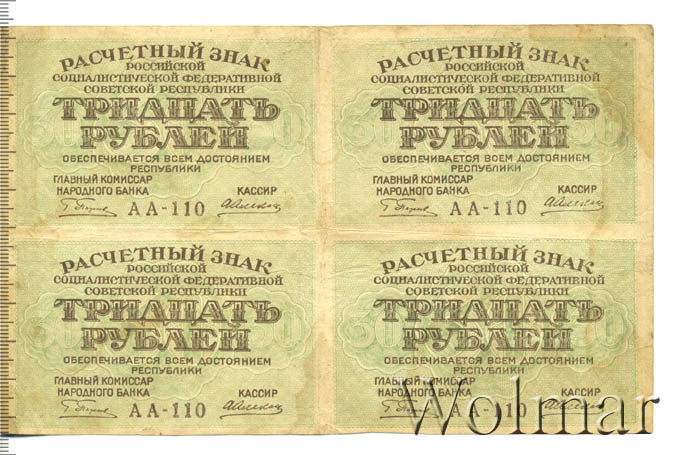 РАСЧЕТНЫЙ ЗНАК
РОССИЙСКОЙ
СОЦИАЛИСТИЧЕСКОЙ ФЕДЕРАТИВНОЙ
СОВЕТСКОЙ РЕСПУБЛИКИ
ТРИДЦАТЬ
РУБЛЕЙ
ОБЕСПЕЧИВАЕТСЯ ВСЕМ ДОСТОЯНИЕМ
РЕСПУБЛИКИ
ГЛАВНЫЙ КОМИССАР
НАРОДНОГО БАНКА КАССИР
АА-110
РАСЧЕТНЫЙ ЗНАК
РОССИЙСКОЙ
СОЦИАЛИСТИЧЕСКОЙ ФЕДЕРАТИВНОЙ
СОВЕТСКОЙ РЕСПУБЛИКИ
ТРИДЦАТЬ
РУБЛЕЙ
ОБЕСПЕЧИВАЕТСЯ ВСЕМ ДОСТОЯНИЕМ
РЕСПУБЛИКИ
ГЛАВНЫЙ КОМИССАР
НАРОДНОГО БАНКА КАССИР
АА-110
РАСЧЕТНЫЙ ЗНАК
РОССИЙСКОЙ
СОЦИАЛИСТИЧЕСКОЙ ФЕДЕРАТИВНОЙ
СОВЕТСКОЙ РЕСПУБЛИКИ
ТРИДЦАТЬ
РУБЛЕЙ
ОБЕСПЕЧИВАЕТСЯ ВСЕМ ДОСТОЯНИЕМ
РЕСПУБЛИКИ
ГЛАВНЫЙ КОМИССАР
НАРОДНОГО БАНКА КАССИР
АА-110
РАСЧЕТНЫЙ ЗНАК
РОССИЙСКОЙ
СОЦИАЛИСТИЧЕСКОЙ ФЕДЕРАТИВНОЙ
СОВЕТСКОЙ РЕСПУБЛИКИ
ТРИДЦАТЬ
РУБЛЕЙ
ОБЕСПЕЧИВАЕТСЯ ВСЕМ ДОСТОЯНИЕМ
РЕСПУБЛИКИ
ГЛАВНЫЙ КОМИССАР
НАРОДНОГО БАНКА КАССИР
АА-110
Wolmar